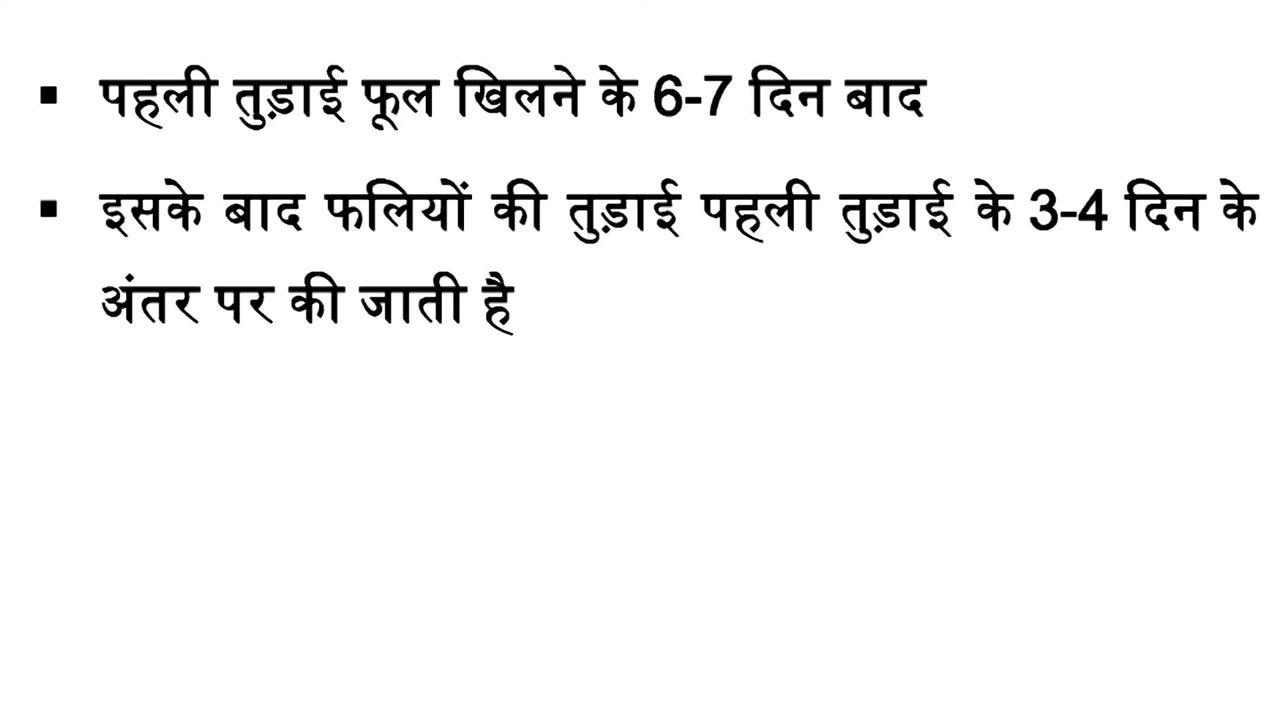 ▪ पहली तुड़ाई फूल खिलने के 6-7 दिन बाद
▪ इसके बाद फलियों की तुड़ाई पहली तुड़ाई के 3-4 दिन के
अंतर पर की जाती है